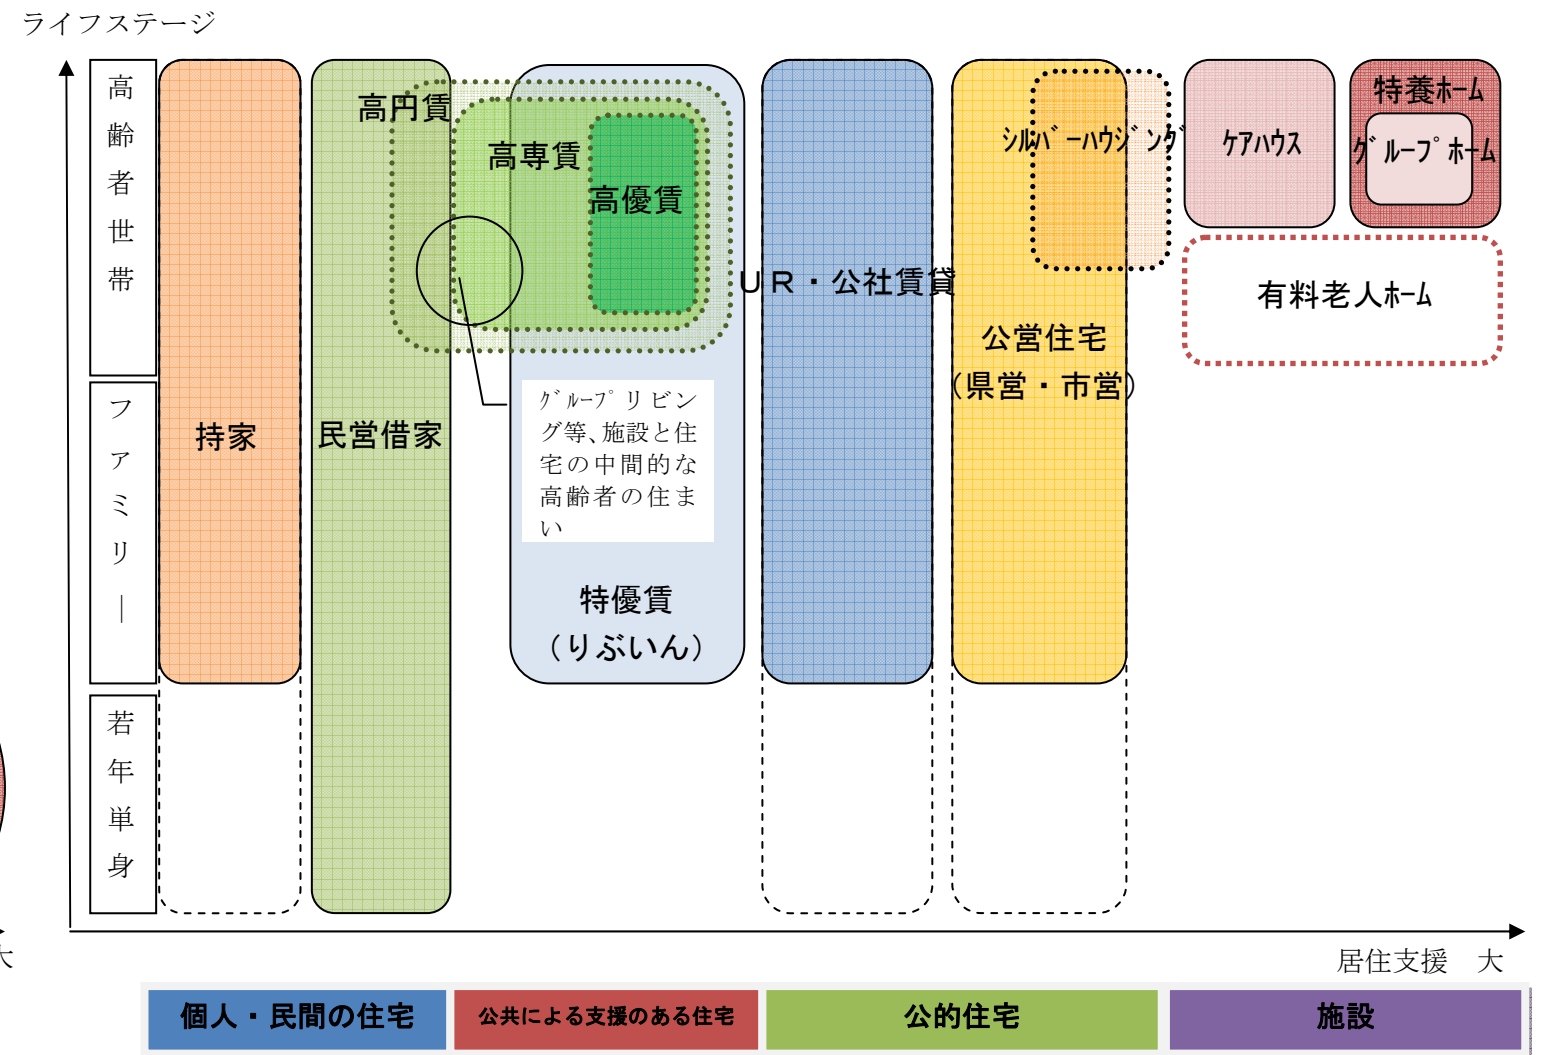 ライフステージ
高齢者世帯
ファミリー
若年単身
持家
民営借家
高円賃
高専賃
高優賃
グループリビン
グ等、施設と住
宅の中間的な
高齢者の住ま
い
特優賃
（りぶいん）
ＵＲ・公社賃貸
公営住宅
（県営・市営）
シルバーハウジング
ケアハウス
特養ホーム
グループホーム
有料老人ホーム
大
居住支援　大
個人・民間の住宅
公共による支援のある住宅
公的住宅
施設